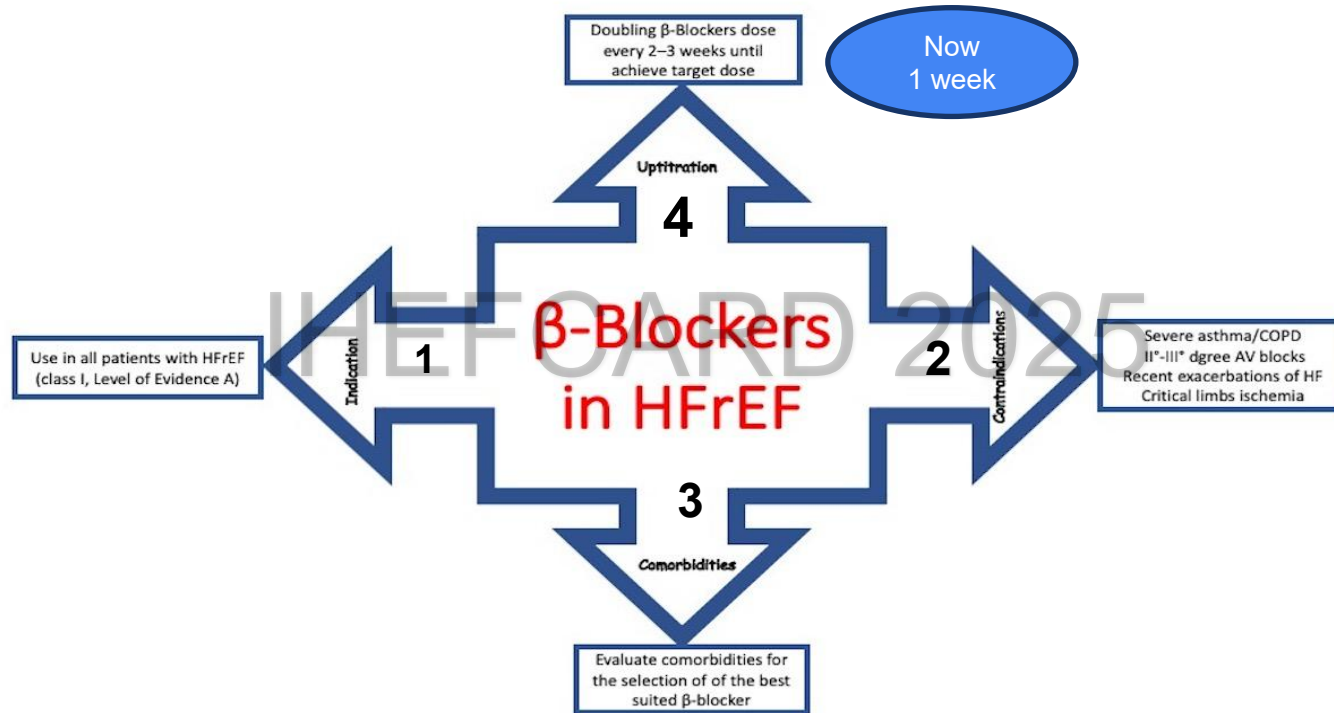 Doubling β-Blockers dose
every 2–3 weeks until
achieve target dose
Now
1 week
Uptitration
4
IHEFCARD 2025
β-Blockers
in HFrEF
Use in all patients with HFrEF
(class I, Level of Evidence A)
Indication
1
2
Contraindications
Severe asthma/COPD
II°-III° dgree AV blocks
Recent exacerbations of HF
Critical limbs ischemia
3
Comorbidities
Evaluate comorbidities for
the selection of of the best
suited β-blocker